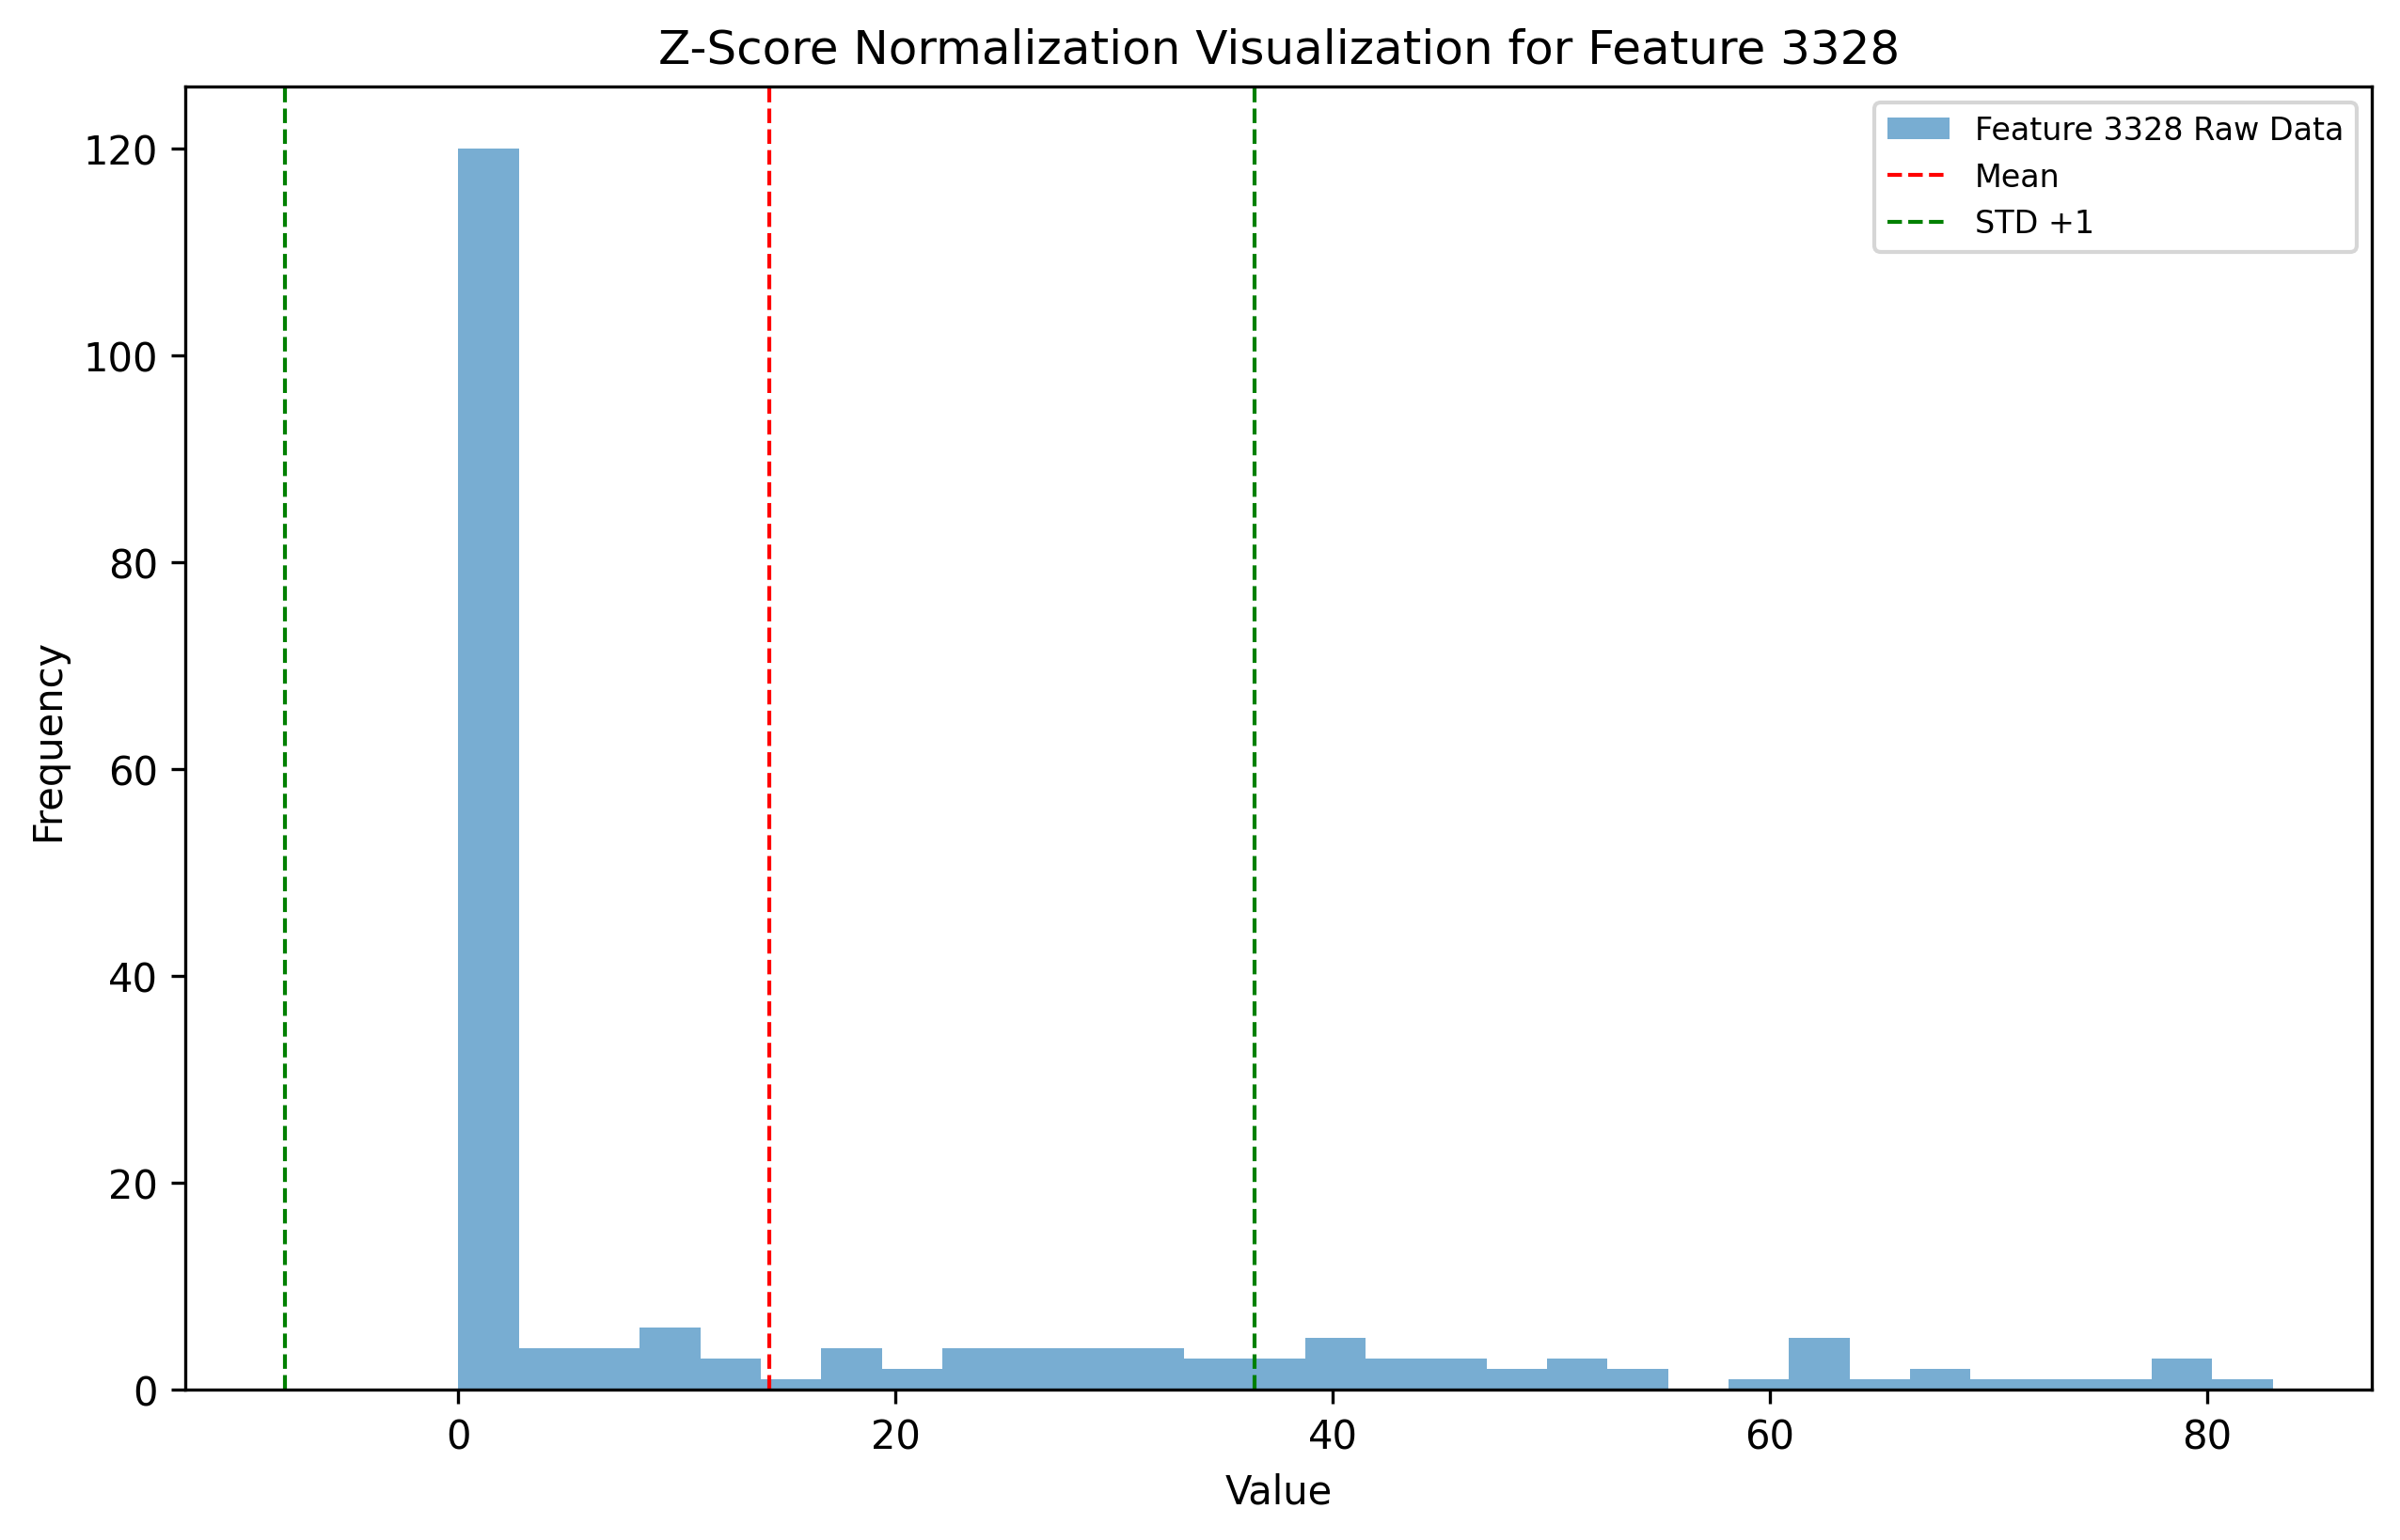 Z-Score Normalization Visualization for Feature 3328
Feature 3328 Raw Data
Mean
STD +1
120
100
80
60
40
20
0
Frequency
0 20 40 60 80
Value